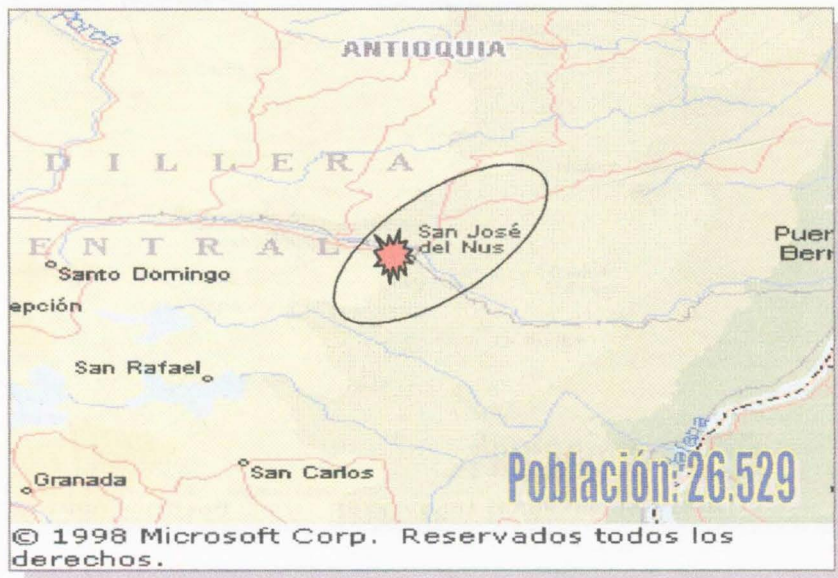 Porce
ANTIOQUIA
DILLERA
San José
del Nus
ENTRAL
Puer
Berr
Santo Domingo
epción
San Rafael
San Carlos
Granada
Población: 26.529
© 1998 Microsoft Corp. Reservados todos los
derechos.